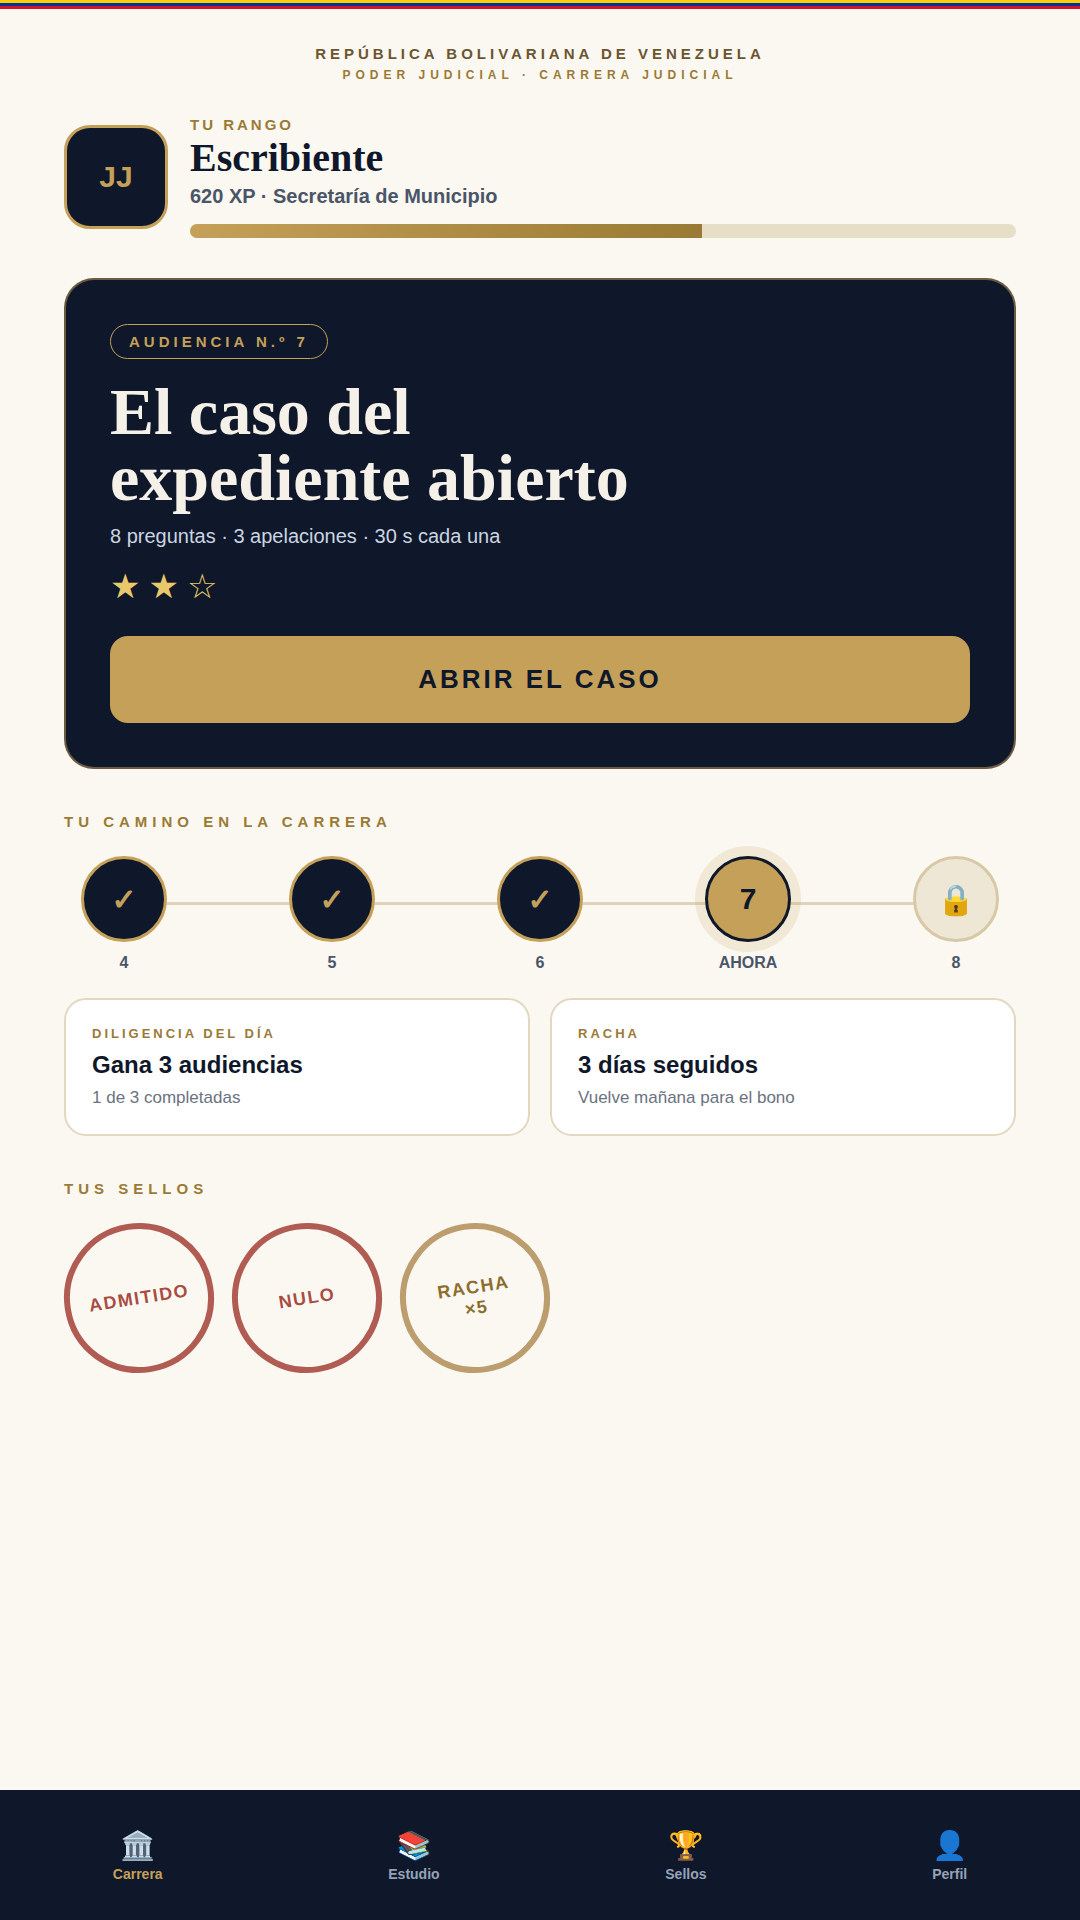 REPÚBLICA BOLIVARIANA DE VENEZUELA
PODER JUDICIAL · CARRERA JUDICIAL
JJ
TU RANGO
Escribiente
620 XP · Secretaría de Municipio
AUDIENCIA N.º 7
El caso del
expediente abierto
8 preguntas · 3 apelaciones · 30 s cada una
★ ★ ☆
ABRIR EL CASO
TU CAMINO EN LA CARRERA
✓ ✓ ✓ 7
4 5 6 AHORA 8
DILIGENCIA DEL DÍA
Gana 3 audiencias
1 de 3 completadas
RACHA
3 días seguidos
Vuelve mañana para el bono
TUS SELLOS
ADMITIDO
NULO
RACHA
×5
Carrera
Estudio
Sellos
Perfil